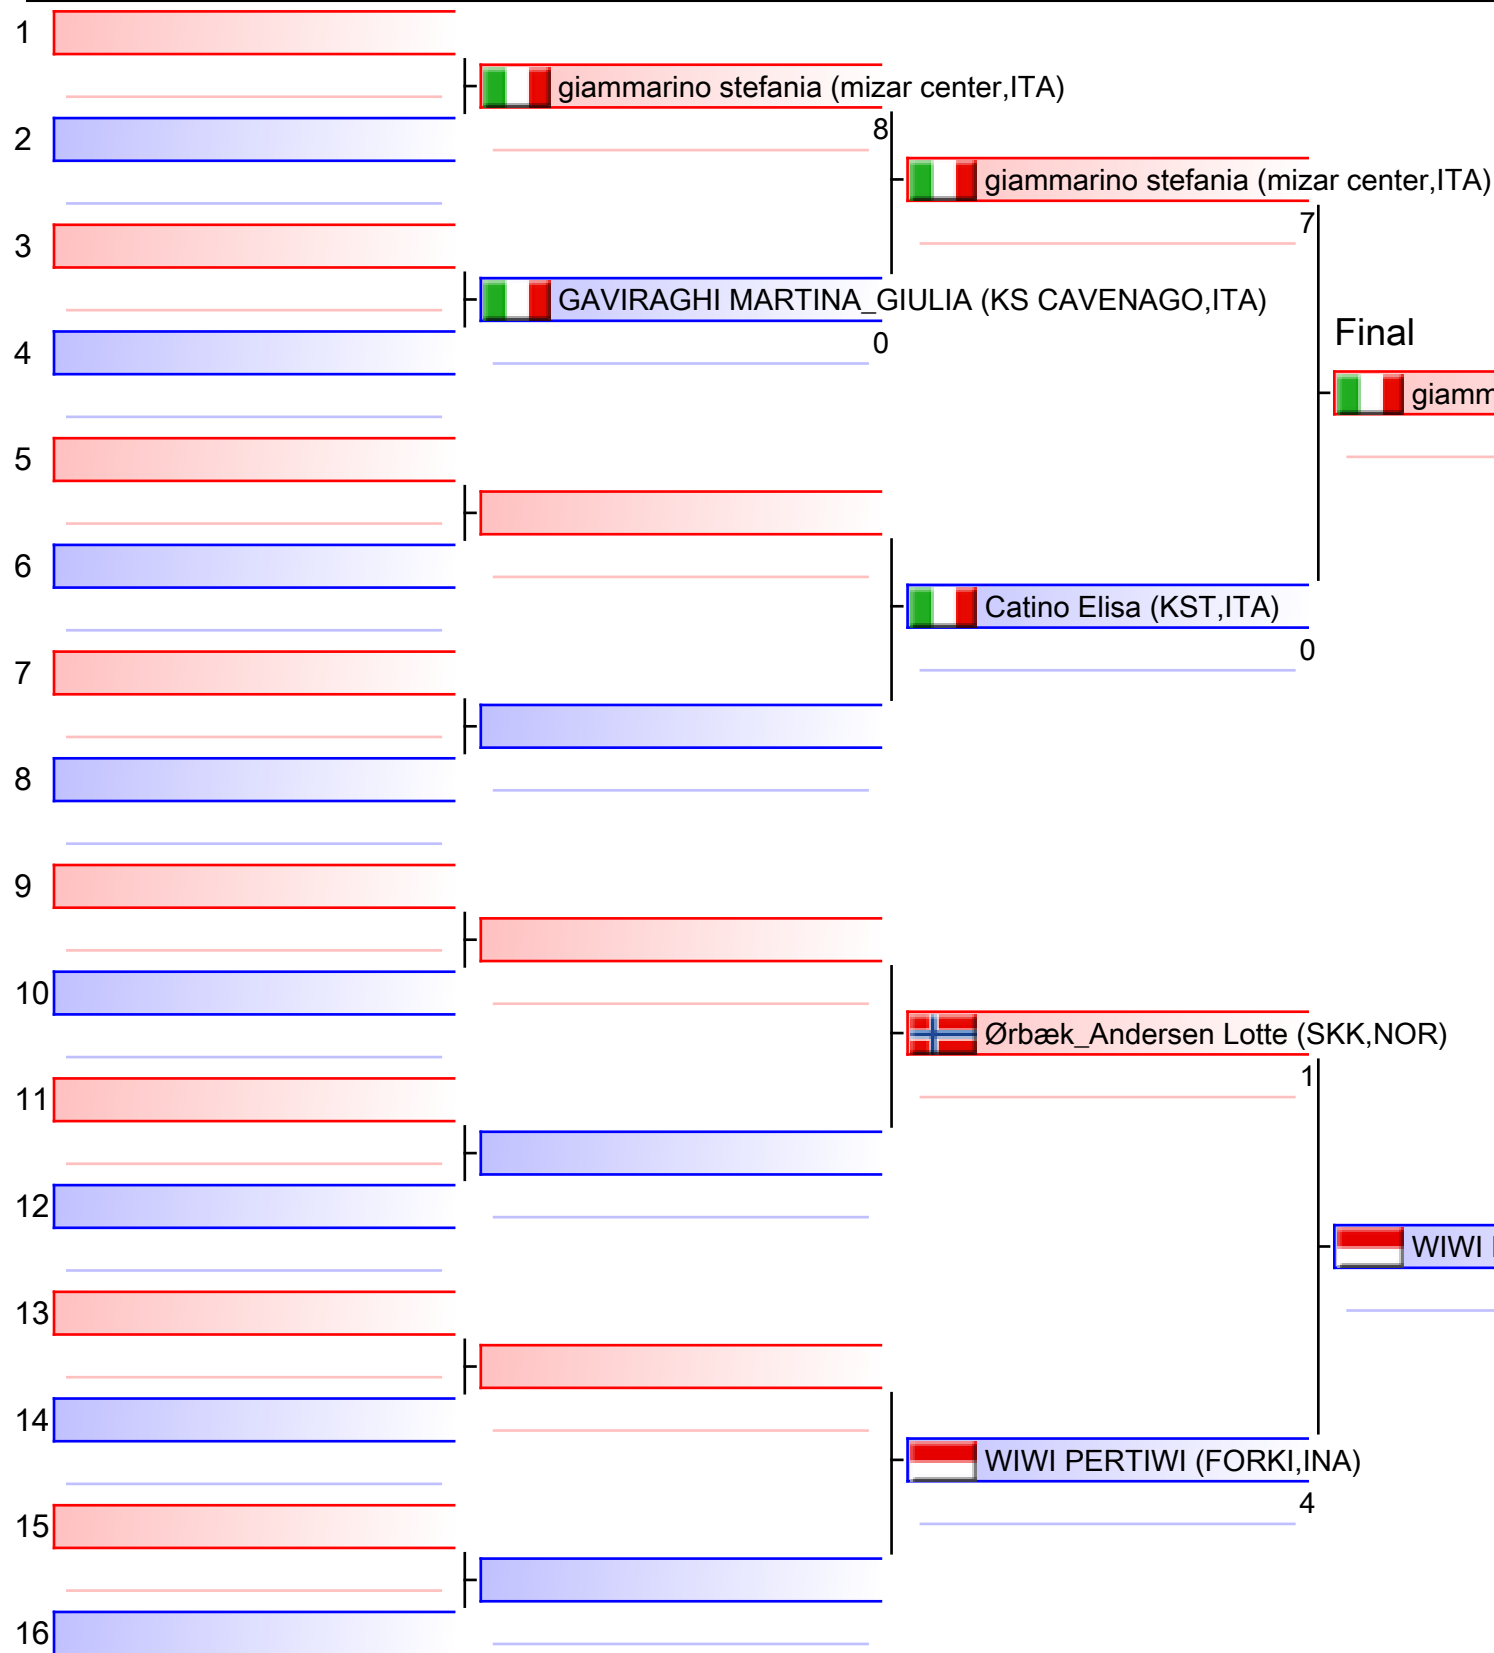 1
giammarino stefania (mizar center,ITA)
8
2
giammarino stefania (mizar center,ITA)
7
3
GAVIRAGHI MARTINA_GIULIA (KS CAVENAGO,ITA)
0
4
Final
giamm
5
6
Catino Elisa (KST,ITA)
0
7
8
9
10
Ørbæk_Andersen Lotte (SKK,NOR)
1
11
12
WIWI
13
14
WIWI PERTIWI (FORKI,INA)
4
15
16